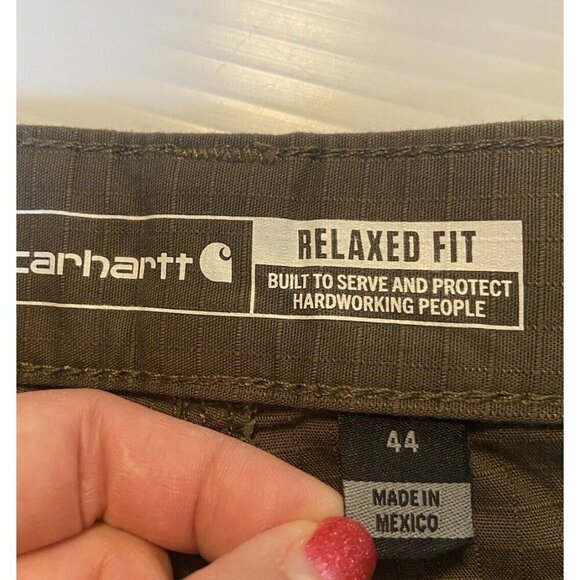 carhartt
RELAXED FIT
BUILT TO SERVE AND PROTECT
HARDWORKING PEOPLE
44
MADE IN
MEXICO